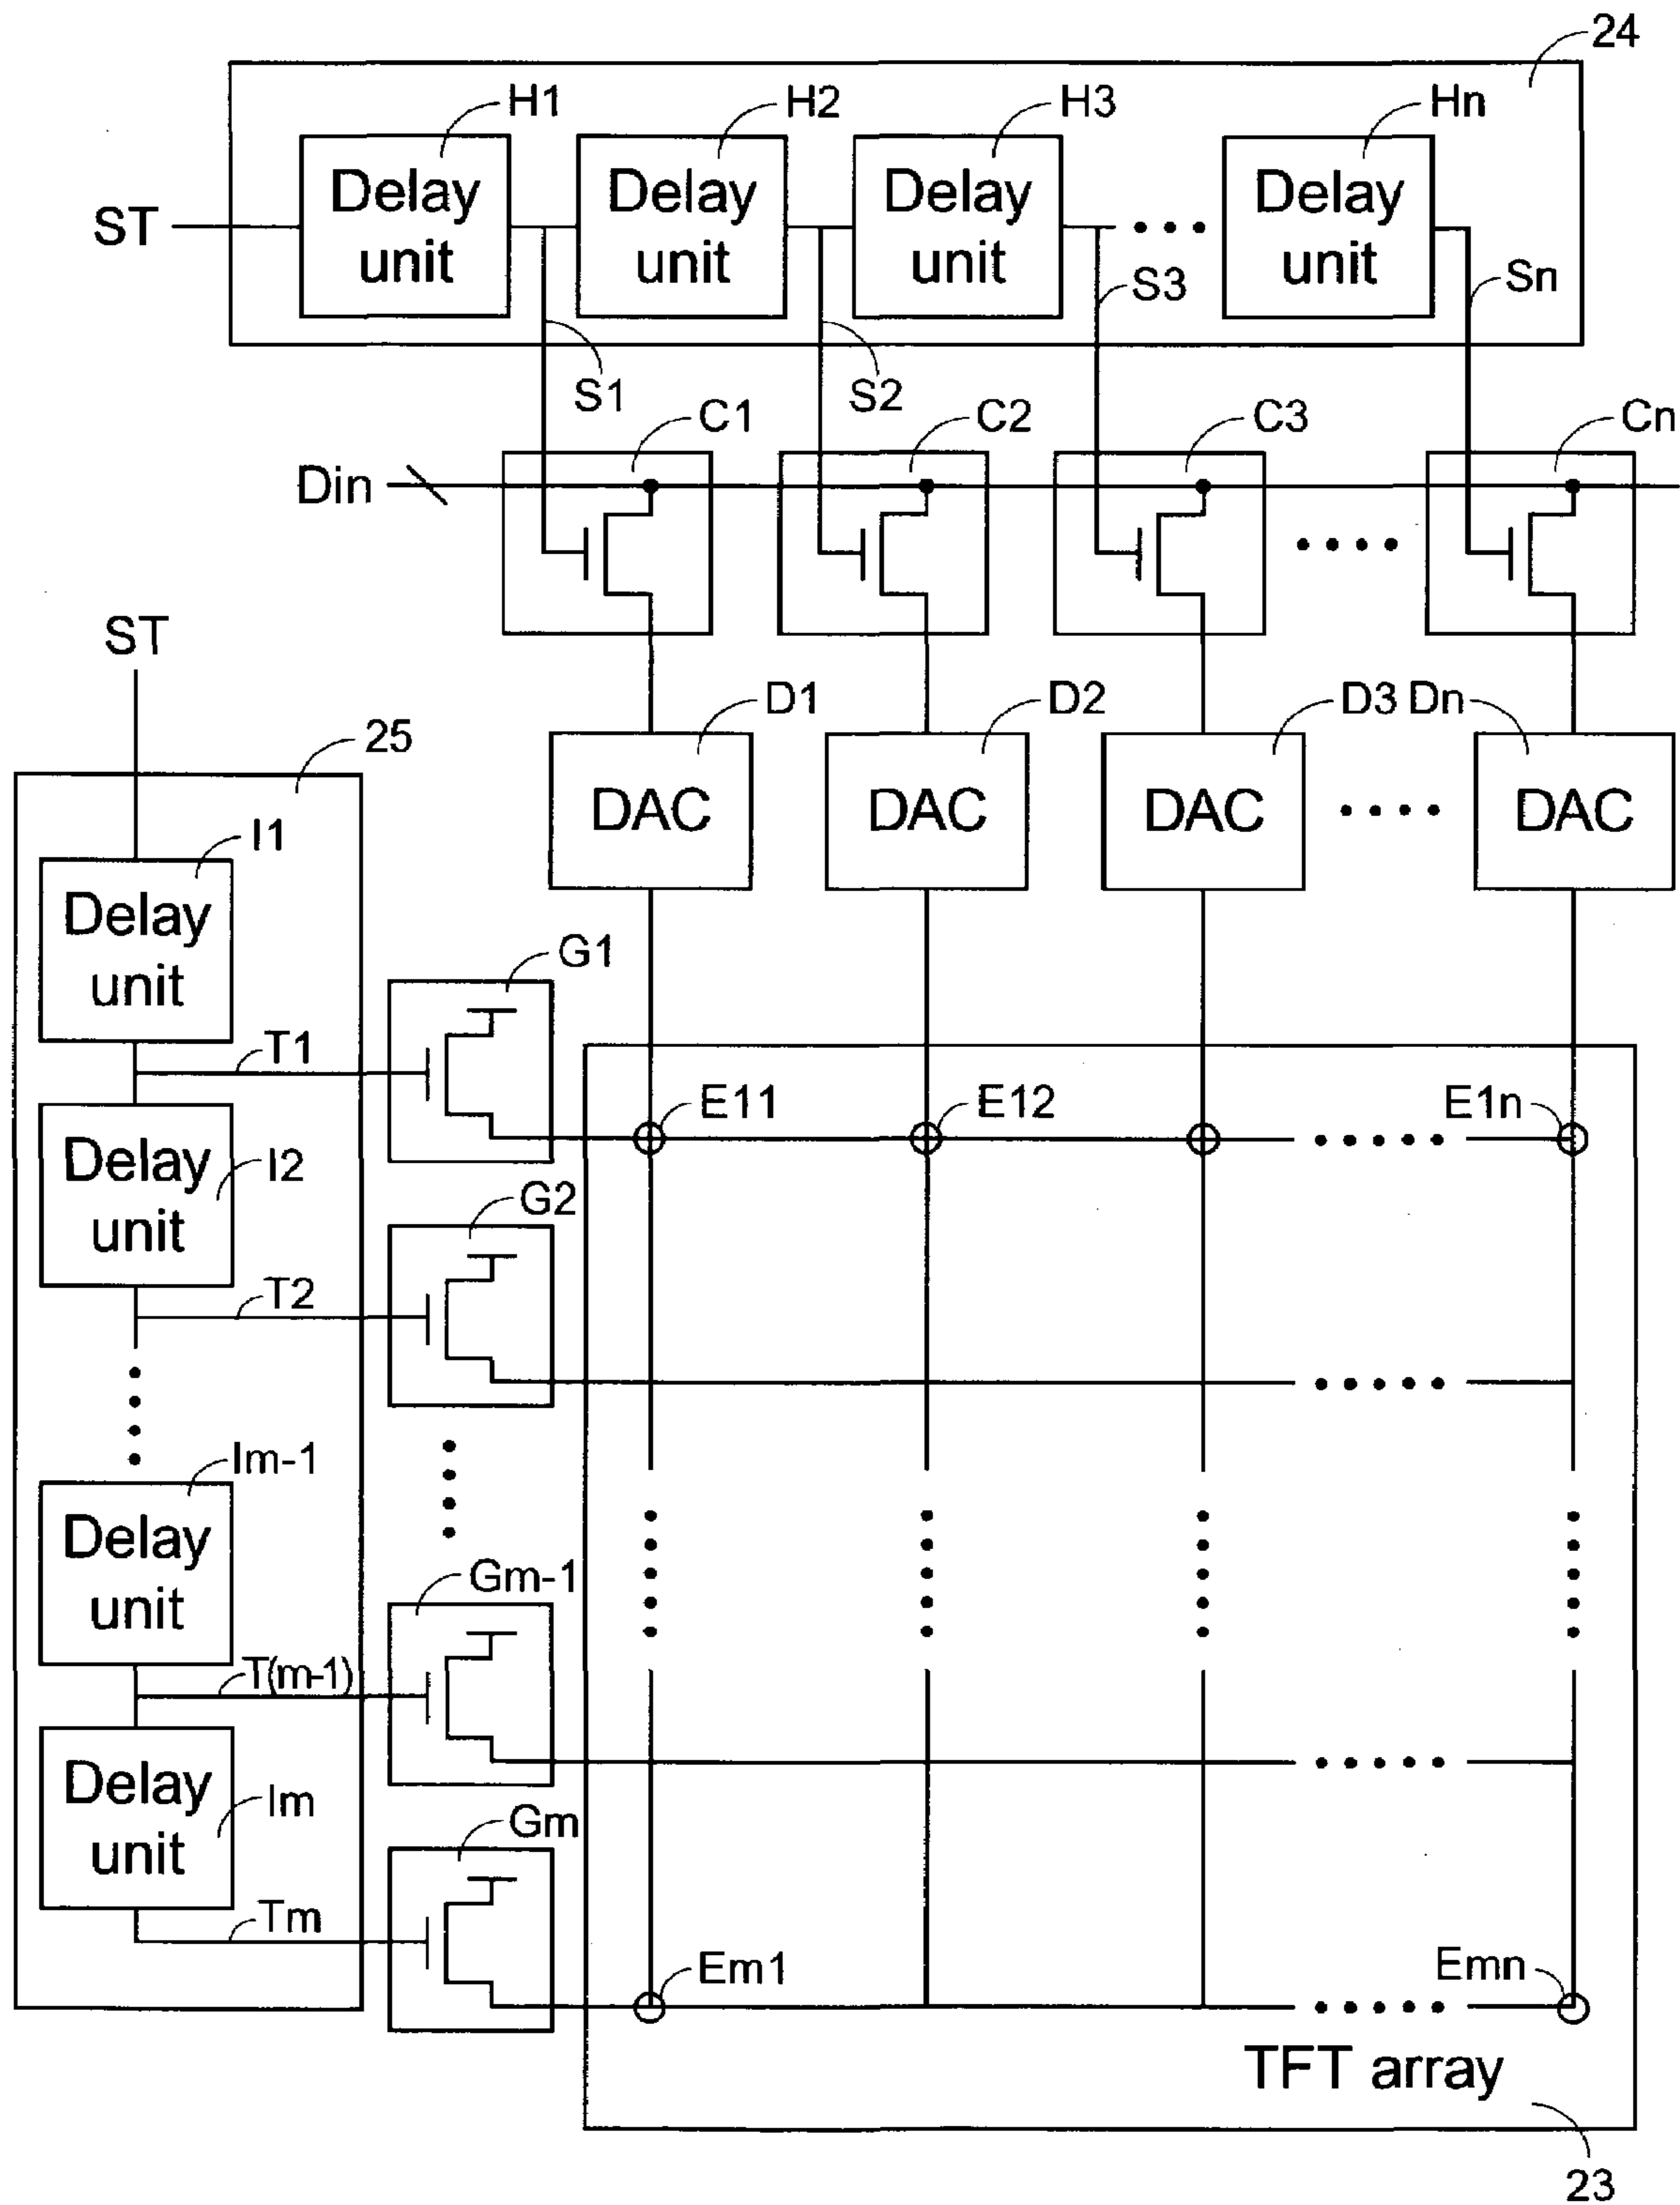 24
H1
H2
H3
Hn
Delay unit
Delay unit
Delay unit
Delay unit
ST
S1
S2
S3
Sn
C1
C2
C3
Cn
Din
ST
D1
D2
D3
Dn
25
DAC
DAC
DAC
DAC
I1
Delay unit
G1
T1
E11
E12
E1n
Delay unit
I2
G2
T2
Im-1
Delay unit
Gm-1
T(m-1)
Delay unit
Im
Gm
Tm
Em1
Emn
TFT array
23